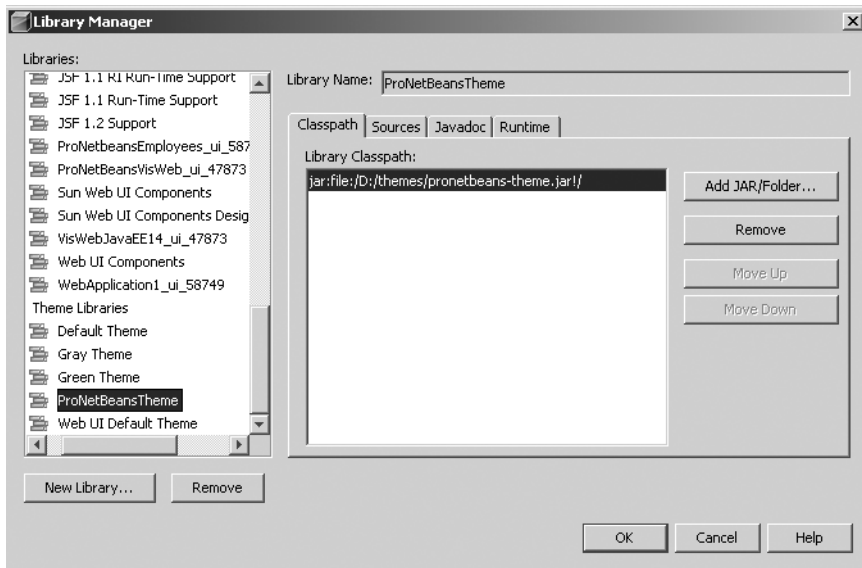 Library Manager
Libraries:
JSF 1.1 RI Run-Time Support
JSF 1.1 Run-Time Support
JSF 1.2 Support
ProNetbeansEmployees_ui_587
ProNetbeansVisWeb_ui_47873
Sun Web UI Components
Sun Web UI Components Desig
VisWebJavaEE14_ui_47873
Web UI Components
WebApplication1_ui_58749
Theme Libraries
Default Theme
Gray Theme
Green Theme
ProNetBeansTheme
Web UI Default Theme
New Library...
Remove
Library Name: ProNetBeansTheme
Classpath Sources Javadoc Runtime
Library Classpath:
jar:file:/D:/themes/pronetbeans-theme.jar!/
Add JAR/Folder...
Remove
Move Up
Move Down
OK Cancel Help